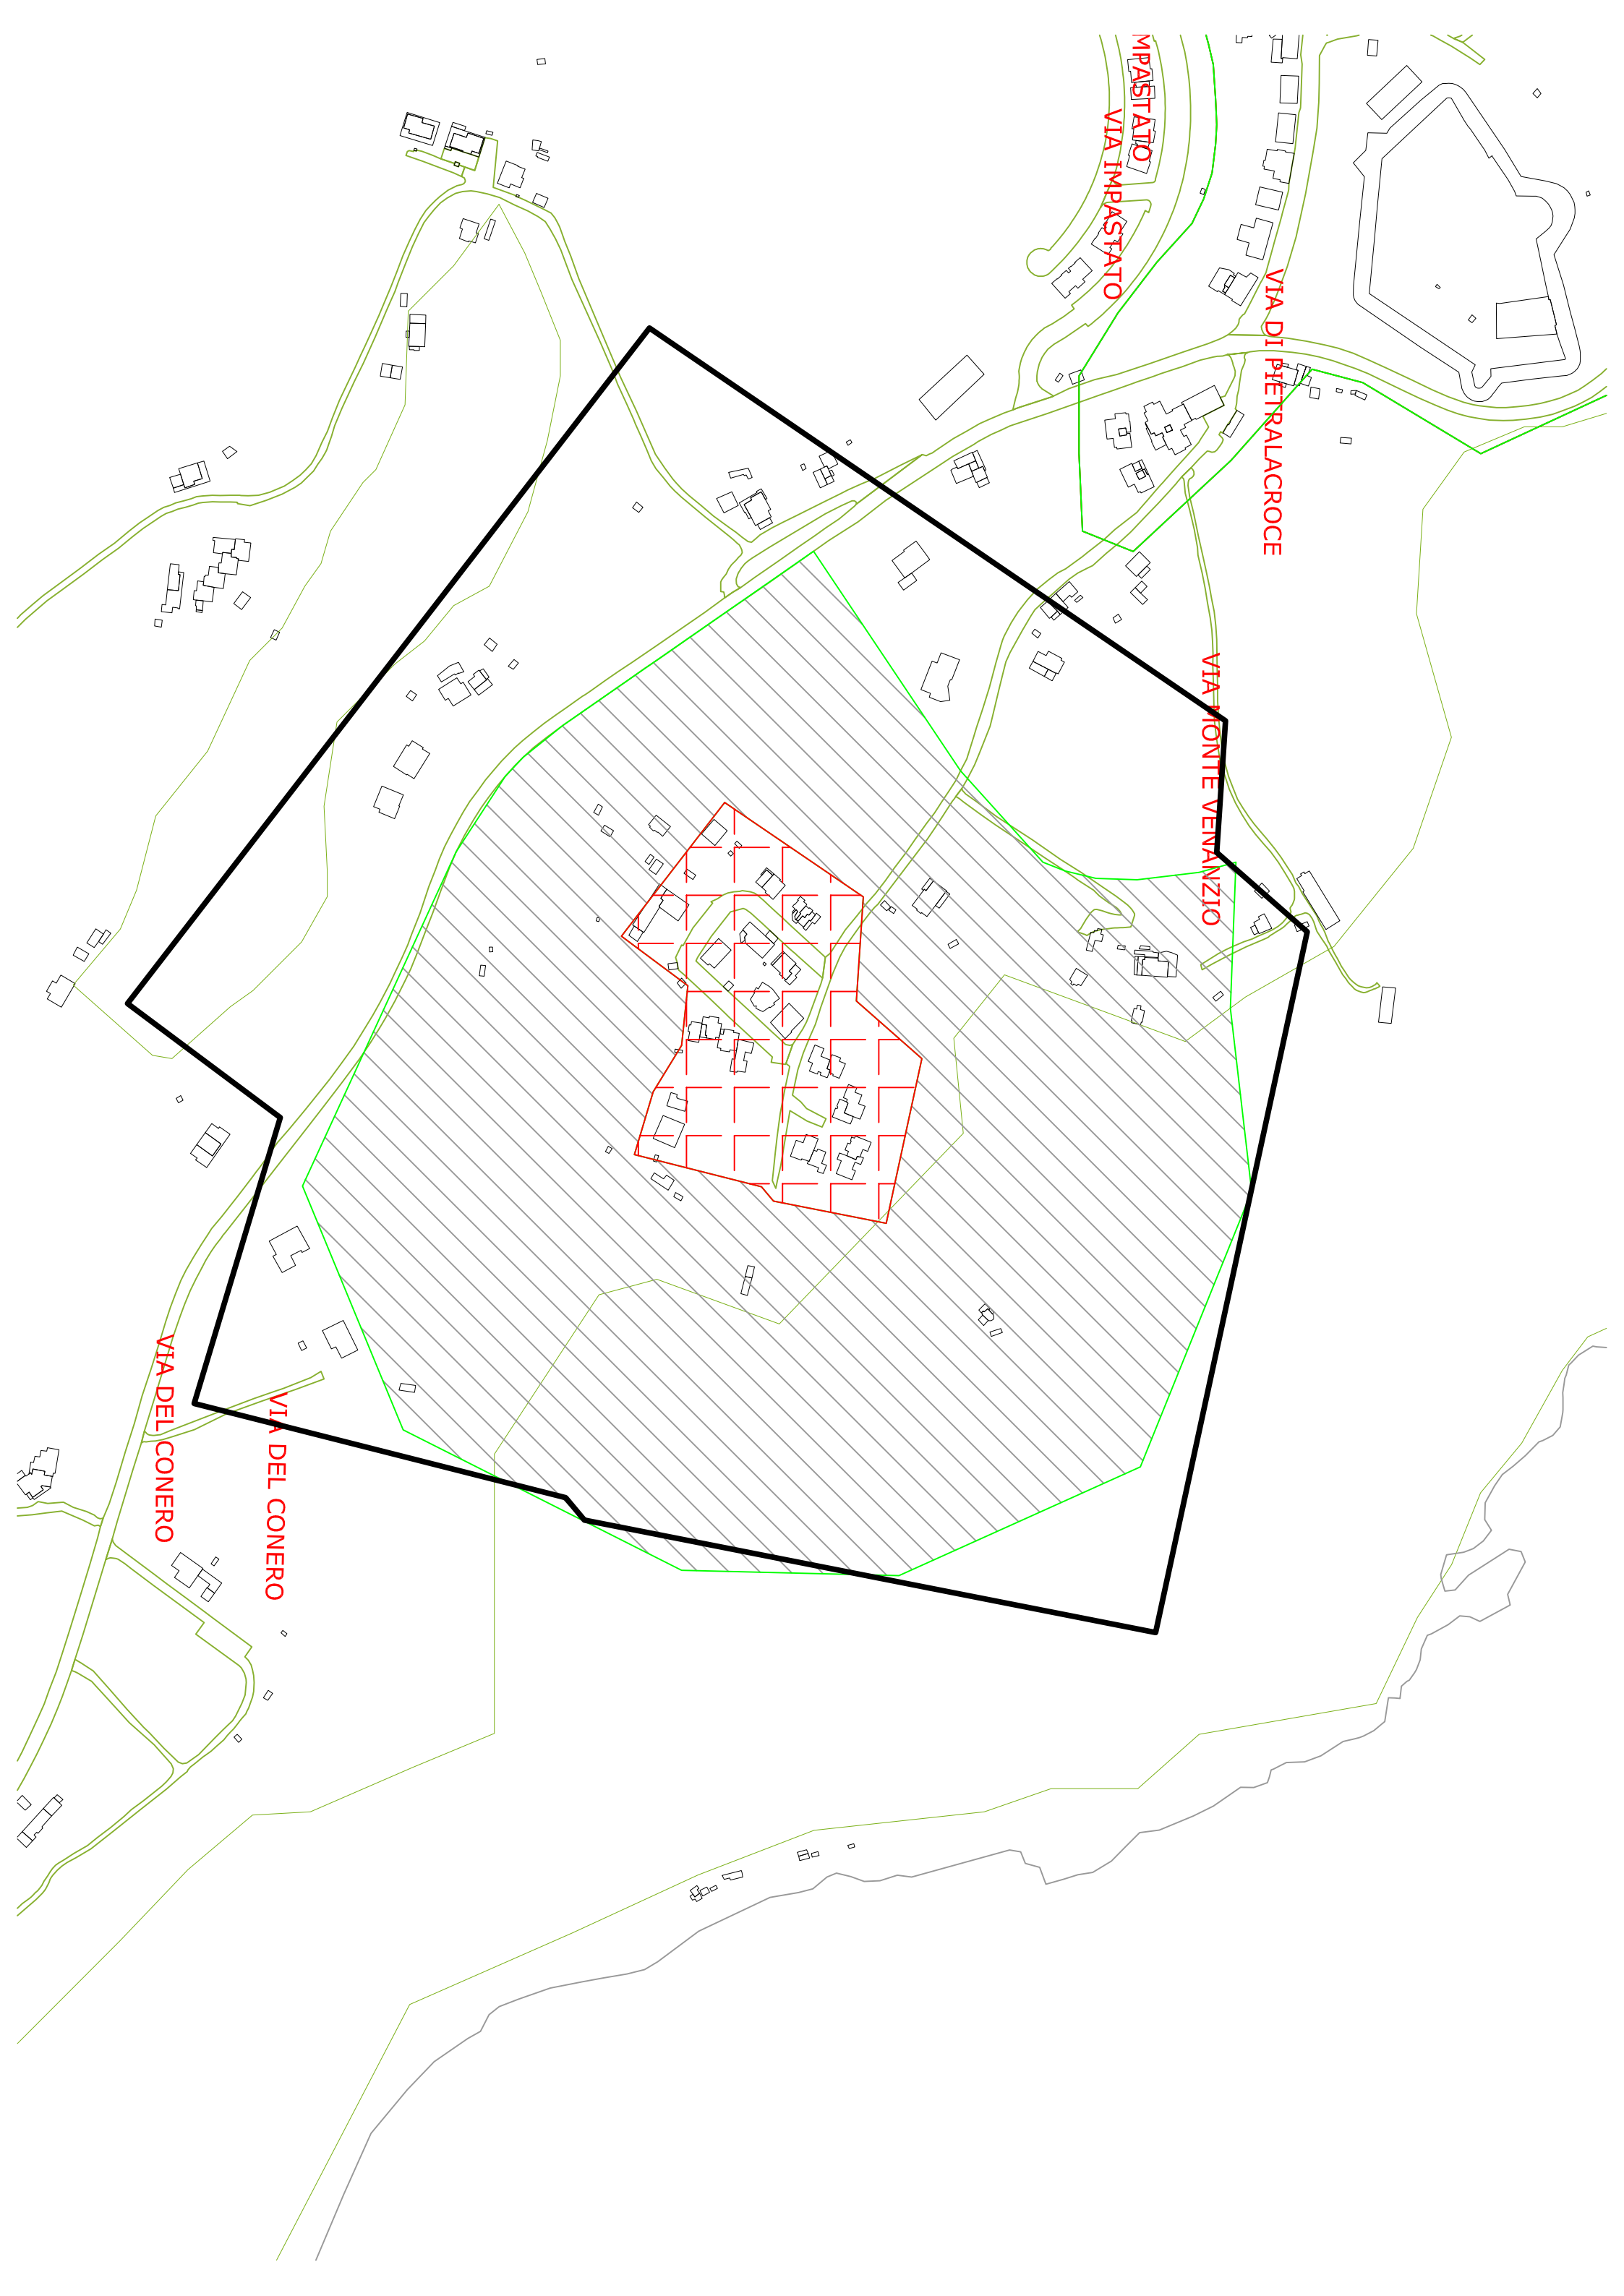 MPASTATO
VIA IMPASTATO
VIA DI PIETRALACROCE
VIA MONTE VENANZIO
VIA DEL CONERO
VIA DEL CONERO